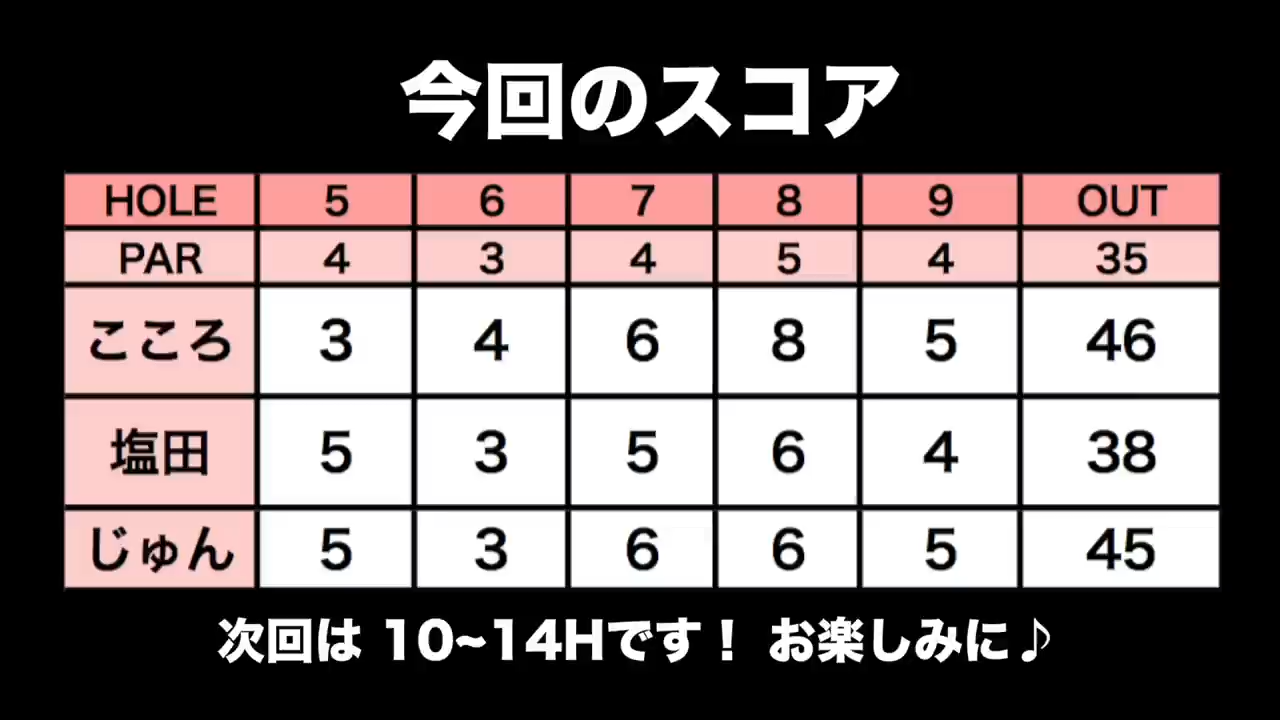 今回のスコア
HOLE 5 6 7 8 9 OUT
PAR 4 3 4 5 4 35
こころ 3 4 6 8 5 46
塩田 5 3 5 6 4 38
じゅん 5 3 6 6 5 45
次回は 10~14Hです！ お楽しみに♪